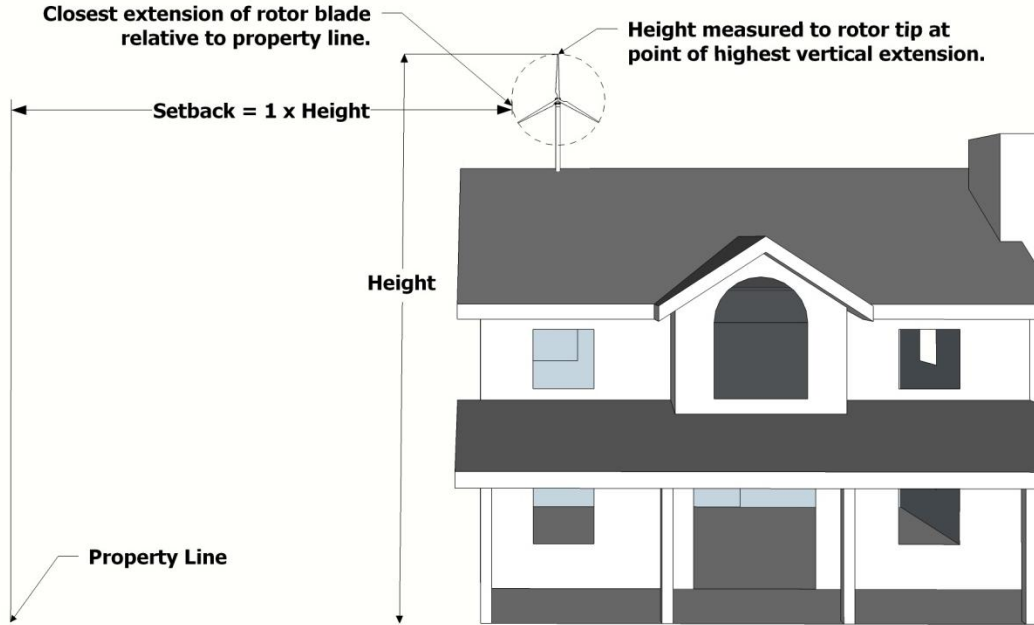 Closest extension of rotor blade
relative to property line.
Height measured to rotor tip at
point of highest vertical extension.
Setback = 1 x Height
Height
Property Line